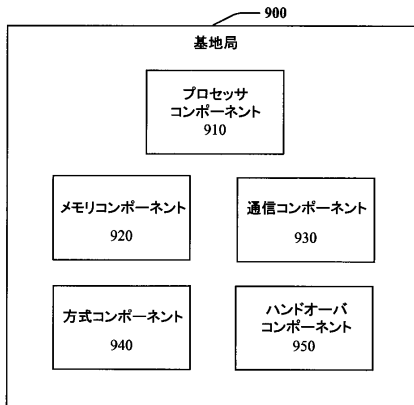 900
基地局
プロセッサ
コンポーネント
910
メモリコンポーネント
920
通信コンポーネント
930
方式コンポーネント
940
ハンドオーバ
コンポーネント
950